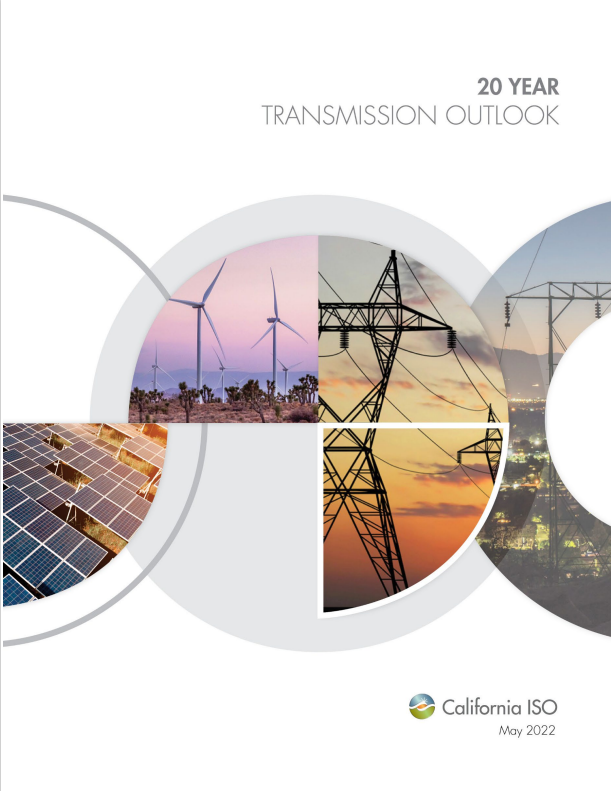 20 YEAR
TRANSMISSION OUTLOOK
California ISO
May 2022